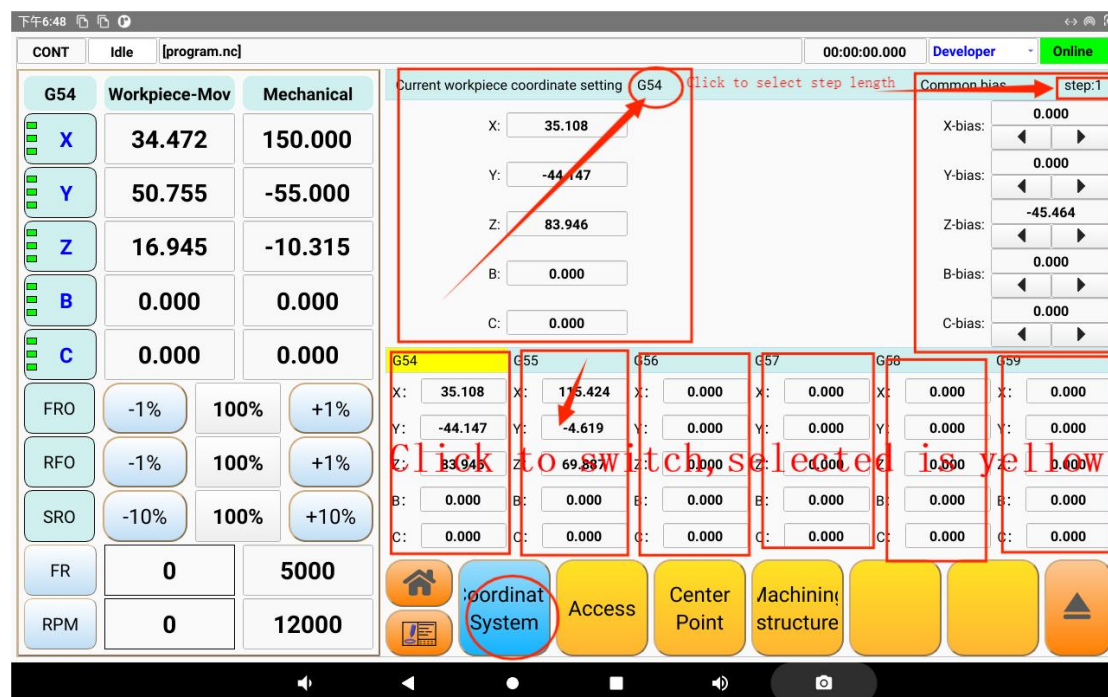 下午6:48
CONT Idle [program.nc] 00:00:00.000 Developer Online
G54 Workpiece-Mov Mechanical
X 34.472 150.000
Y 50.755 -55.000
Z 16.945 -10.315
B 0.000 0.000
C 0.000 0.000
FRO -1% 100% +1%
RFO -1% 100% +1%
SRO -10% 100% +10%
FR 0 5000
RPM 0 12000
Current workpiece coordinate setting G54
Click to select step length
X: 35.108
Y: -44.147
Z: 83.946
B: 0.000
C: 0.000
Common bias step:1
X-bias: 0.000
Y-bias: 0.000
Z-bias: -45.464
B-bias: 0.000
C-bias: 0.000
G54 G55 G56 G57 G58 G59
X: 35.108 X: 115.424 X: 0.000 X: 0.000 X: 0.000 X: 0.000
Y: -44.147 Y: -4.619 Y: 0.000 Y: 0.000 Y: 0.000 Y: 0.000
Click to switch, selected is yellow
Z: 83.946 Z: 69.887 Z: 0.000 Z: 0.000 Z: 0.000 Z: 0.000
B: 0.000 B: 0.000 B: 0.000 B: 0.000 B: 0.000 B: 0.000
C: 0.000 C: 0.000 C: 0.000 C: 0.000 C: 0.000 C: 0.000
Coordinat
System
Access
Center
Point
Machining
structure